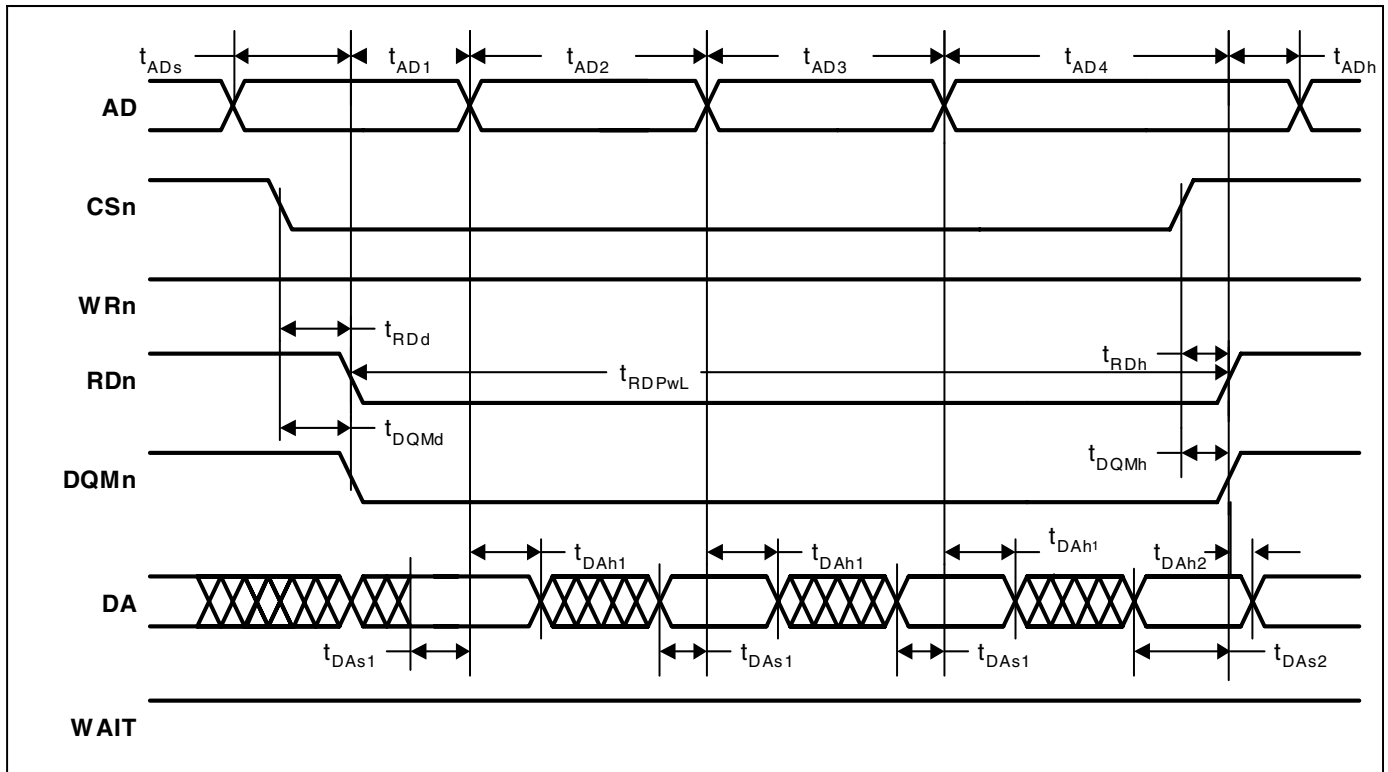 tADs tAD1 tAD2 tAD3 tAD4 tADh
AD
CSn
WRn
tRDd
tRDh
RDn
tRDPwL
tDQMd
tDQMh
DQMn
tDAh1 tDAh1 tDAh1 tDAh2
DA
tDAs1 tDAs1 tDAs1 tDAs2
WAIT